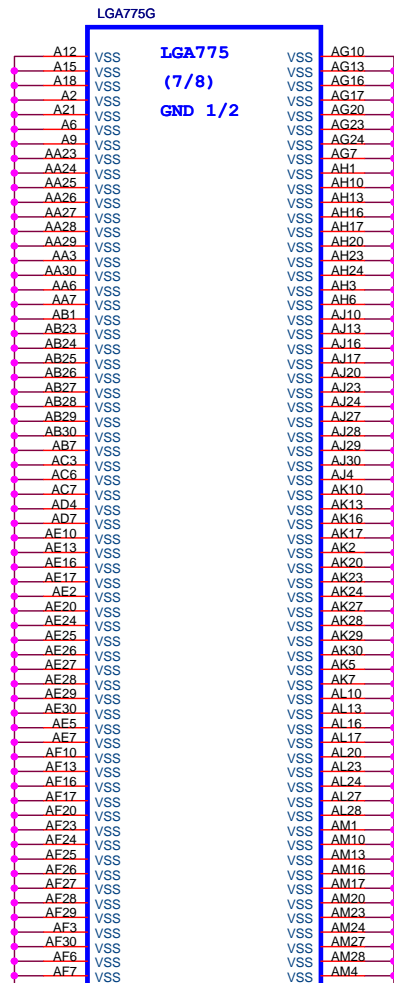 LGA775G
A12 VSS LGA775 VSS AG10
A15 VSS VSS AG13
A18 VSS (7/8) VSS AG16
A2 VSS VSS AG17
A21 VSS GND 1/2 VSS AG20
A6 VSS VSS AG23
A9 VSS VSS AG24
AA23 VSS VSS AG7
AA24 VSS VSS AH1
AA25 VSS VSS AH10
AA26 VSS VSS AH13
AA27 VSS VSS AH16
AA28 VSS VSS AH17
AA29 VSS VSS AH20
AA3 VSS VSS AH23
AA30 VSS VSS AH24
AA6 VSS VSS AH3
AA7 VSS VSS AH6
AB1 VSS VSS AJ10
AB23 VSS VSS AJ13
AB24 VSS VSS AJ16
AB25 VSS VSS AJ17
AB26 VSS VSS AJ20
AB27 VSS VSS AJ23
AB28 VSS VSS AJ24
AB29 VSS VSS AJ27
AB30 VSS VSS AJ28
AB7 VSS VSS AJ29
AC3 VSS VSS AJ30
AC6 VSS VSS AJ4
AC7 VSS VSS AK10
AD4 VSS VSS AK13
AD7 VSS VSS AK16
AE10 VSS VSS AK17
AE13 VSS VSS AK2
AE16 VSS VSS AK20
AE17 VSS VSS AK23
AE2 VSS VSS AK24
AE20 VSS VSS AK27
AE24 VSS VSS AK28
AE25 VSS VSS AK29
AE26 VSS VSS AK30
AE27 VSS VSS AK5
AE28 VSS VSS AK7
AE29 VSS VSS AL10
AE30 VSS VSS AL13
AE5 VSS VSS AL16
AE7 VSS VSS AL17
AF10 VSS VSS AL20
AF13 VSS VSS AL23
AF16 VSS VSS AL24
AF17 VSS VSS AL27
AF20 VSS VSS AL28
AF23 VSS VSS AM1
AF24 VSS VSS AM10
AF25 VSS VSS AM13
AF26 VSS VSS AM16
AF27 VSS VSS AM17
AF28 VSS VSS AM20
AF29 VSS VSS AM23
AF3 VSS VSS AM24
AF30 VSS VSS AM27
AF6 VSS VSS AM28
AF7 VSS VSS AM4